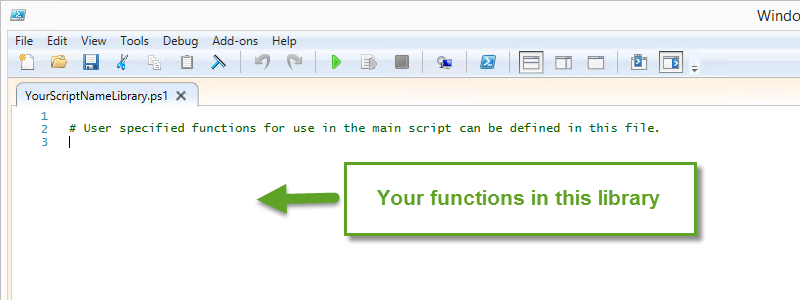 Windo
File Edit View Tools Debug Add-ons Help
YourScriptNameLibrary.ps1
1
2 # User specified functions for use in the main script can be defined in this file.
3
Your functions in this library